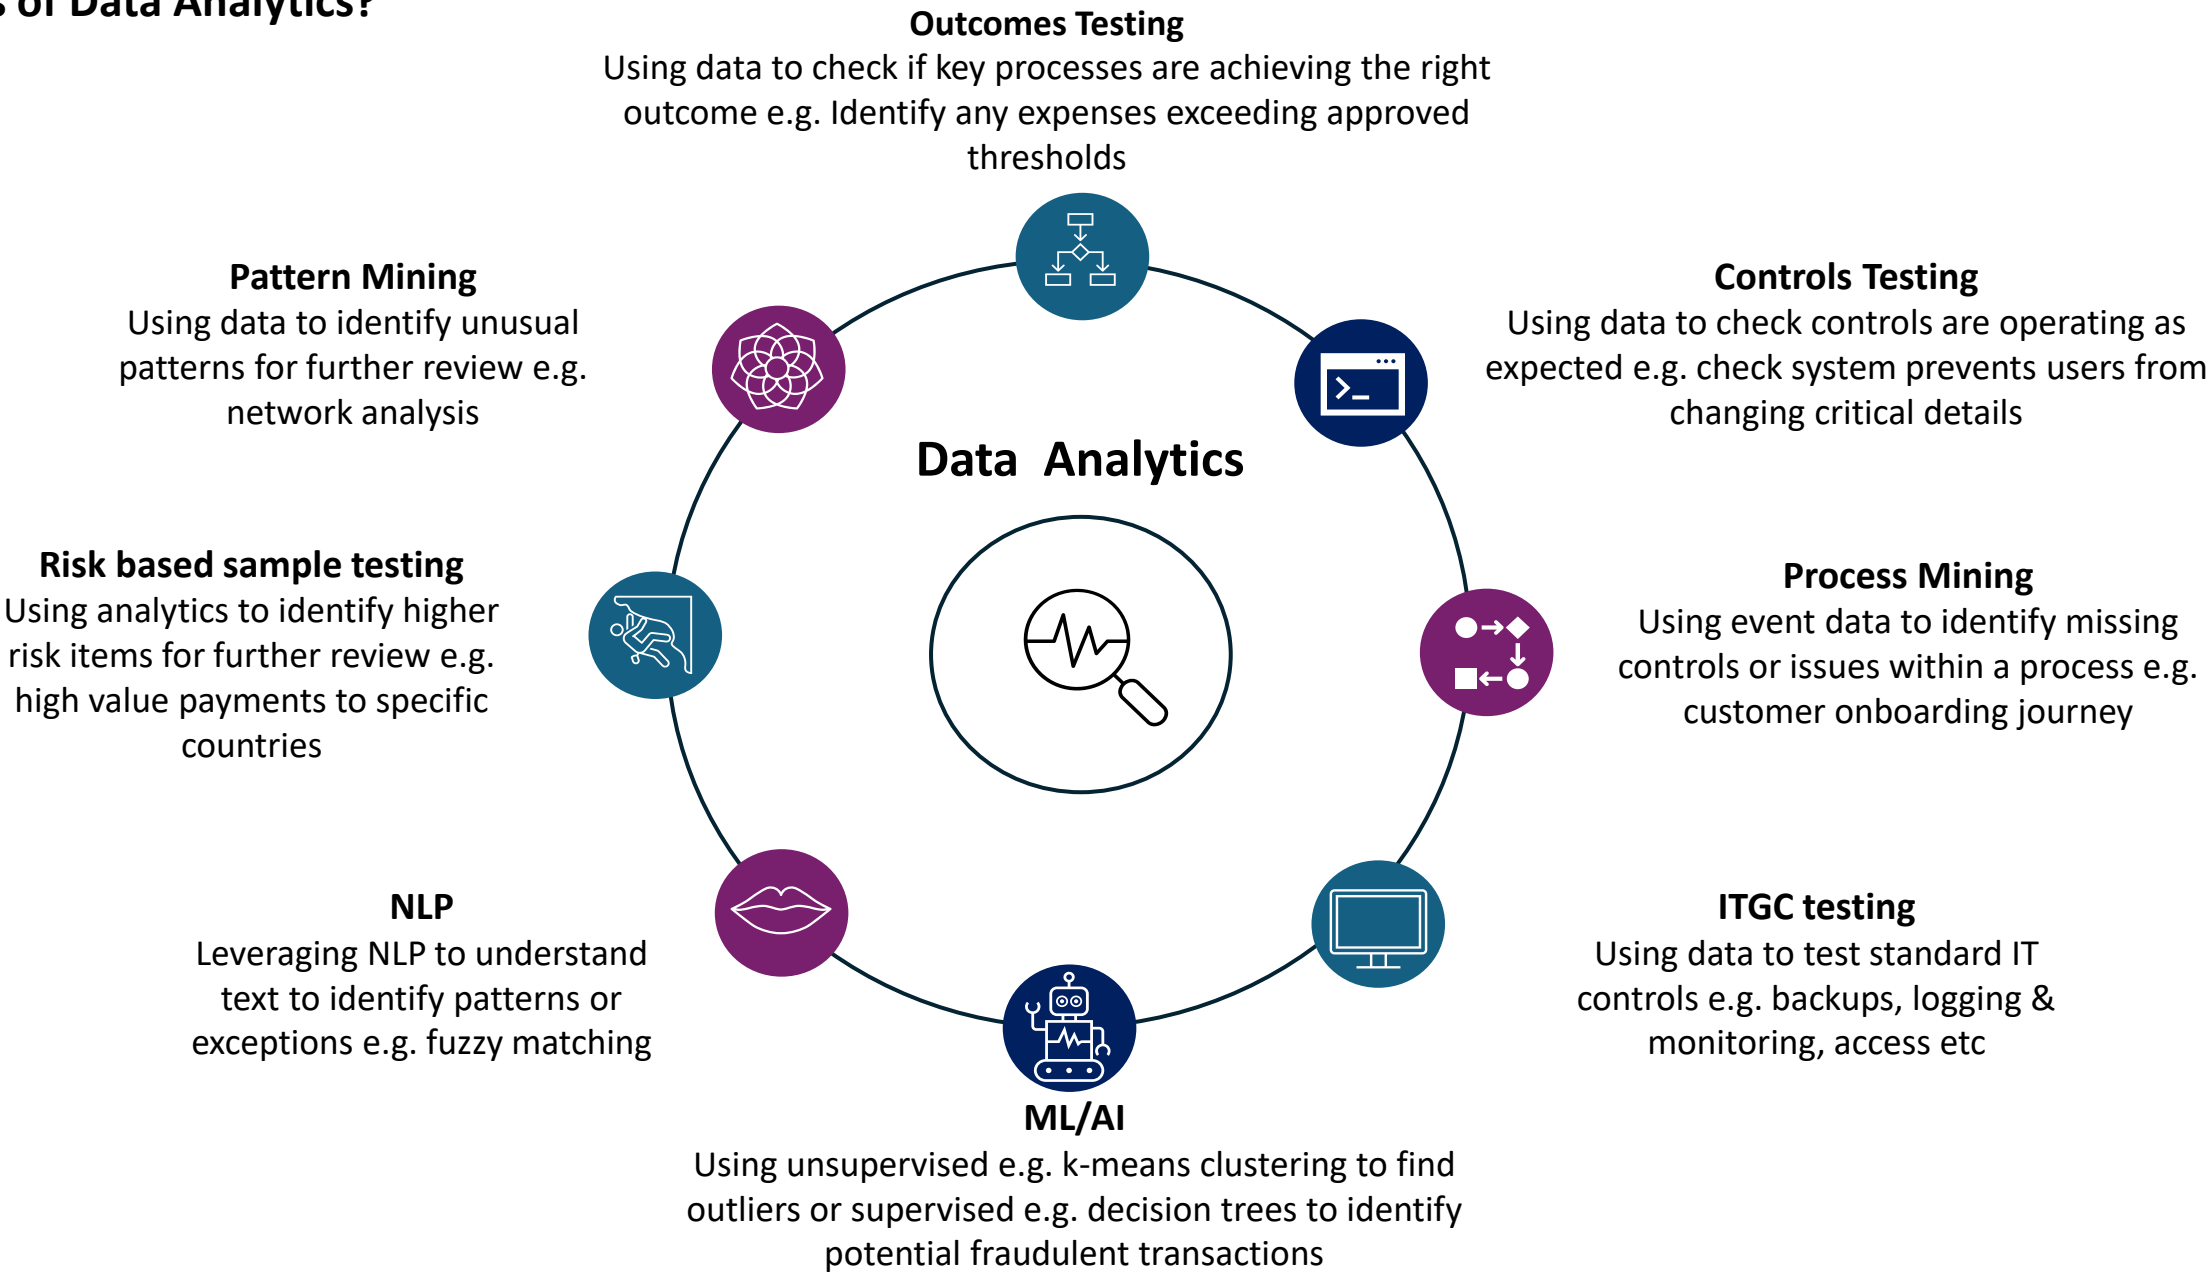 of Data Analytics?
Outcomes Testing
Using data to check if key processes are achieving the right
outcome e.g. Identify any expenses exceeding approved
thresholds
Controls Testing
Using data to check controls are operating as
expected e.g. check system prevents users from
changing critical details
Process Mining
Using event data to identify missing
controls or issues within a process e.g.
customer onboarding journey
ITGC testing
Using data to test standard IT
controls e.g. backups, logging &
monitoring, access etc
ML/AI
Using unsupervised e.g. k-means clustering to find
outliers or supervised e.g. decision trees to identify
potential fraudulent transactions
NLP
Leveraging NLP to understand
text to identify patterns or
exceptions e.g. fuzzy matching
Risk based sample testing
Using analytics to identify higher
risk items for further review e.g.
high value payments to specific
countries
Pattern Mining
Using data to identify unusual
patterns for further review e.g.
network analysis
Data Analytics